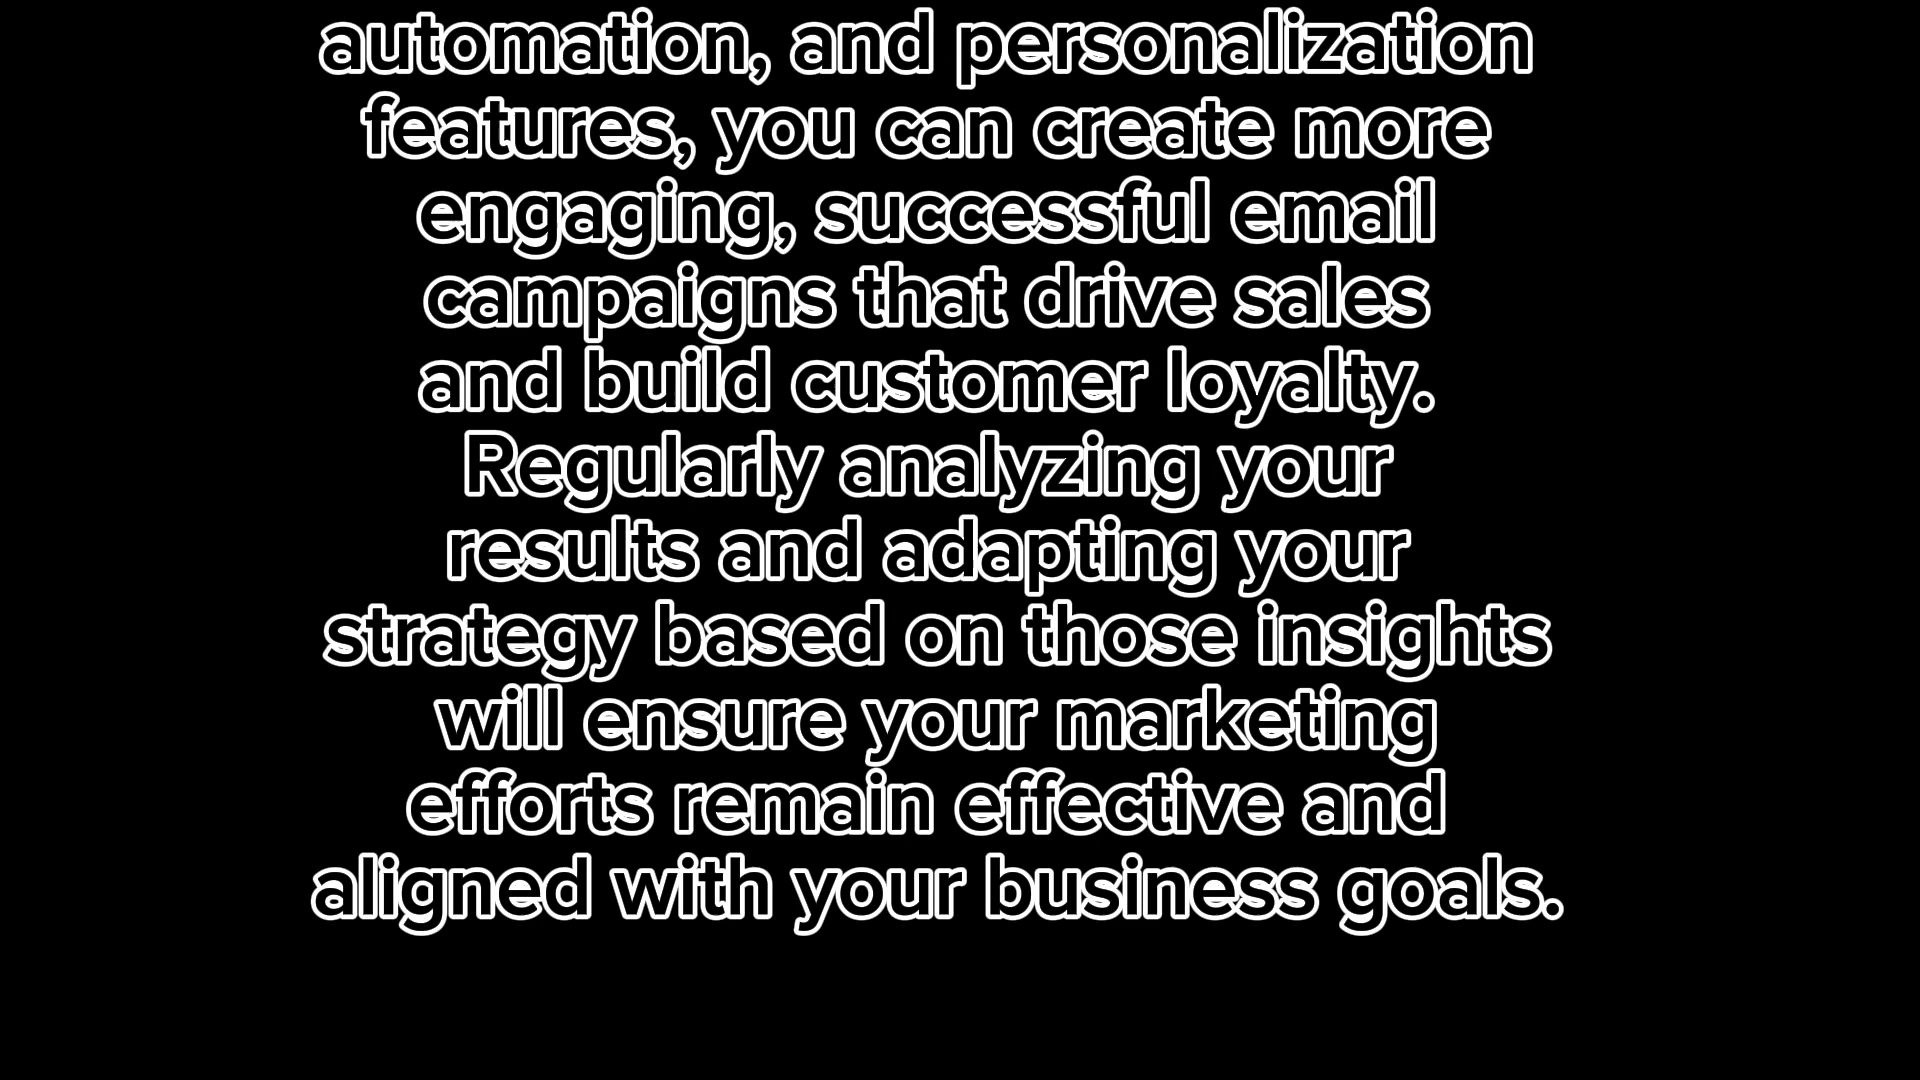 automation, and personalization
features, you can create more
engaging, successful email
campaigns that drive sales
and build customer loyalty.
Regularly analyzing your
results and adapting your
strategy based on those insights
will ensure your marketing
efforts remain effective and
aligned with your business goals.